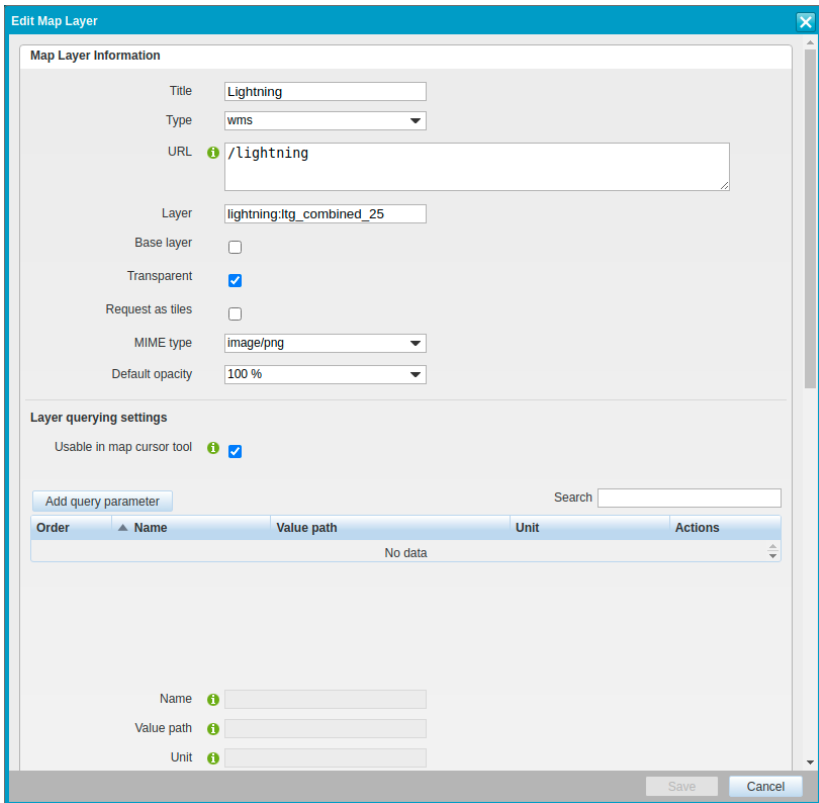 Edit Map Layer
Map Layer Information
Title Lightning
Type wms
URL /lightning
Layer lightning:ltg_combined_25
Base layer
Transparent
Request as tiles
MIME type image/png
Default opacity 100 %
Layer querying settings
Usable in map cursor tool
Add query parameter Search
Order Name Value path Unit Actions
No data
Name
Value path
Unit
Save Cancel